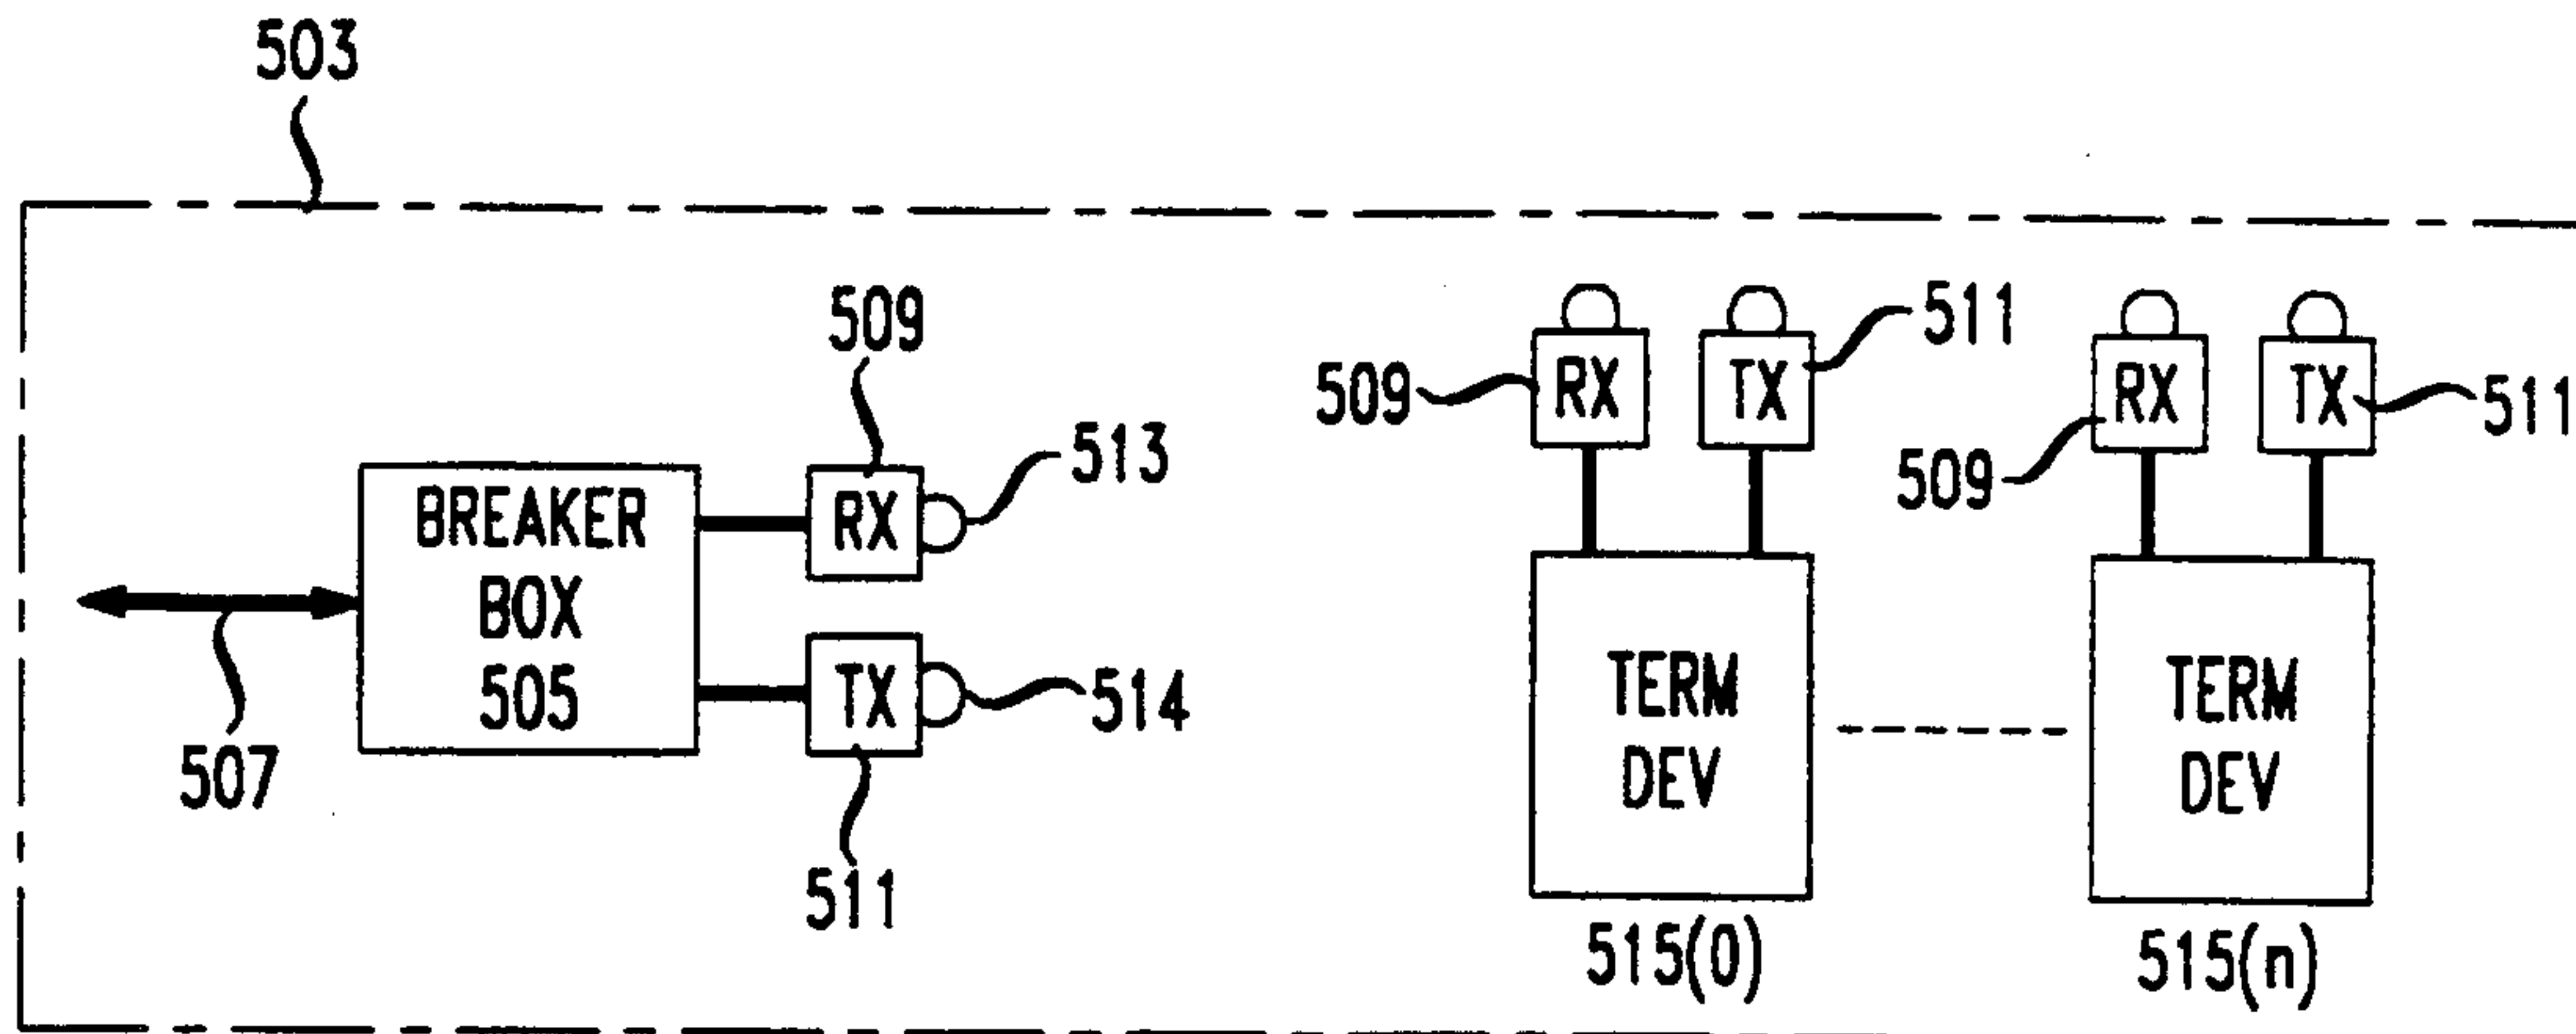 503
509
511
RX
TX
RX
TX
509
511
513
509
BREAKER
BOX
505
RX
TX
514
507
511
TERM
DEV
TERM
DEV
515(0)
515(n)